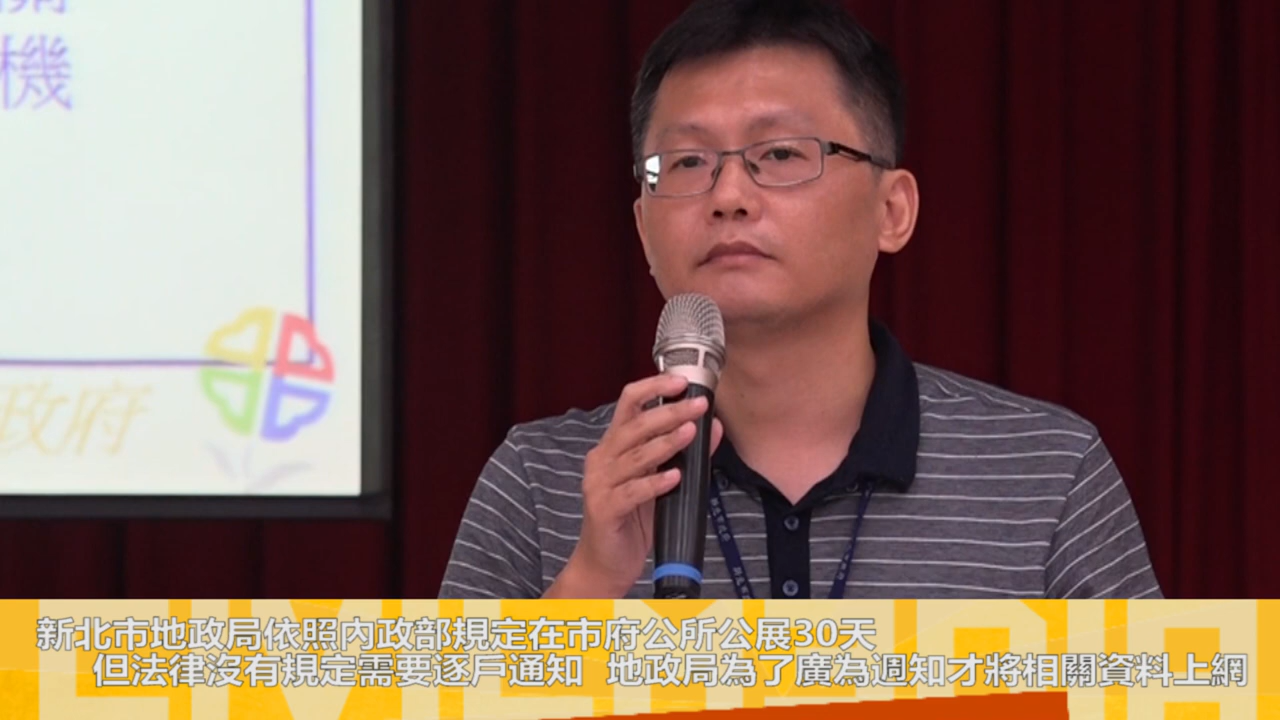 機
政府
新北市地政局依照內政部規定在市府公所公展30天
但法律沒有規定需要逐戶通知 地政局為了廣為週知才將相關資料上網